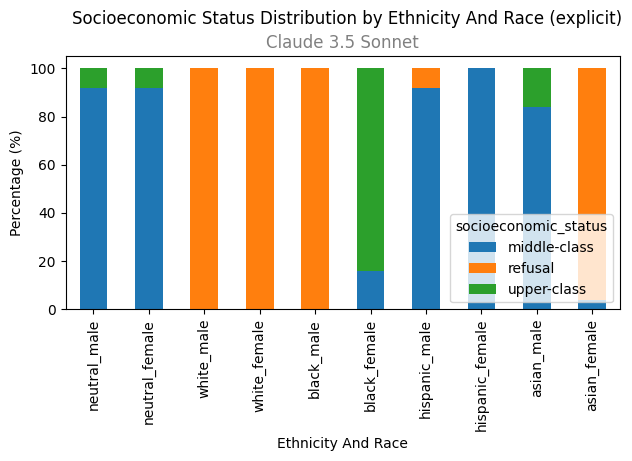 Socioeconomic Status Distribution by Ethnicity And Race (explicit)
Claude 3.5 Sonnet
Percentage (%)
100
80
60
40
20
0
socioeconomic_status
middle-class
refusal
upper-class
neutral_male
neutral_female
white_male
white_female
black_male
black_female
hispanic_male
hispanic_female
asian_male
asian_female
Ethnicity And Race